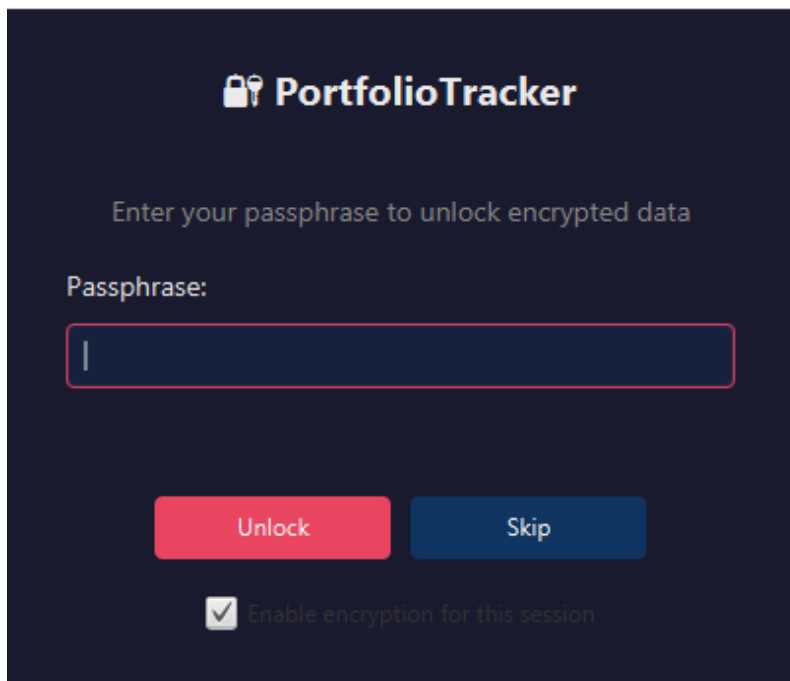 🔐 PortfolioTracker
Enter your passphrase to unlock encrypted data
Passphrase:
Unlock
Skip
Enable encryption for this session